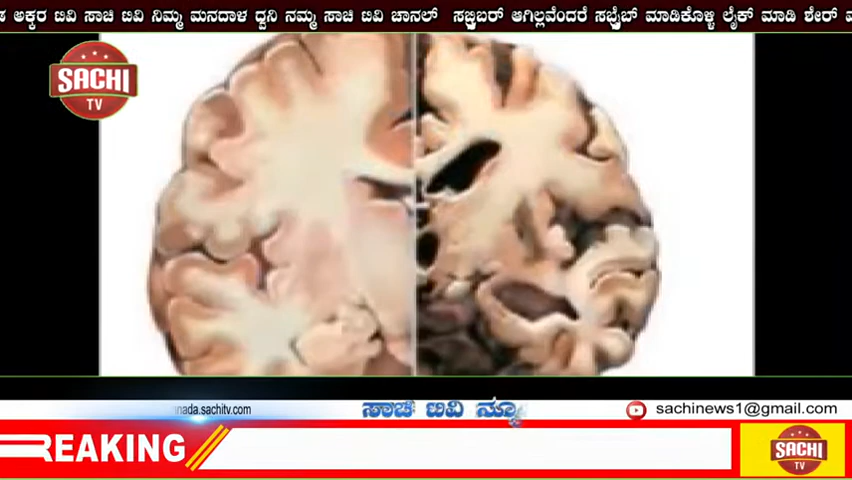 ಅಕ್ಕರ ಟಿವಿ ಸಾಚಿ ಟಿವಿ ನಿಮ್ಮ ಮನದಾಳ ಧ್ವನಿ ನಮ್ಮ ಸಾಚಿ ಟಿವಿ ಚಾನಲ್ ಸಬ್ಸ್ಕ್ರಿಬರ್ ಆಗಿಲ್ಲವೆಂದರೆ ಸಬ್ಸ್ಕ್ರೈಬ್ ಮಾಡಿಕೊಳ್ಳಿ ಲೈಕ್ ಮಾಡಿ ಶೇರ್
SACHI
TV
nada.sachitv.com ಸಾಚಿ ಟಿವಿ ನ್ಯೂ sachinews1@gmail.com
REAKING
SACHI
TV